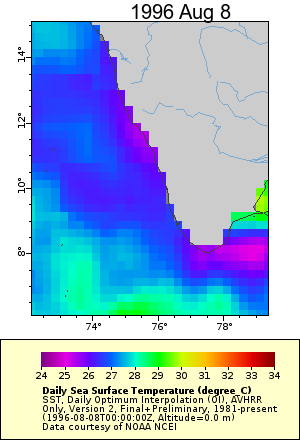 1996 Aug 8
14°
12°
10°
8°
74° 76° 78°
24 25 26 27 28 29 30 31 32 33 34
Daily Sea Surface Temperature (degree_C)
SST, Daily Optimum Interpolation (OI), AVHRR
Only, Version 2, Final+Preliminary, 1981-present
(1996-08-08T00:00:00Z, Altitude=0.0 m)
Data courtesy of NOAA NCEI